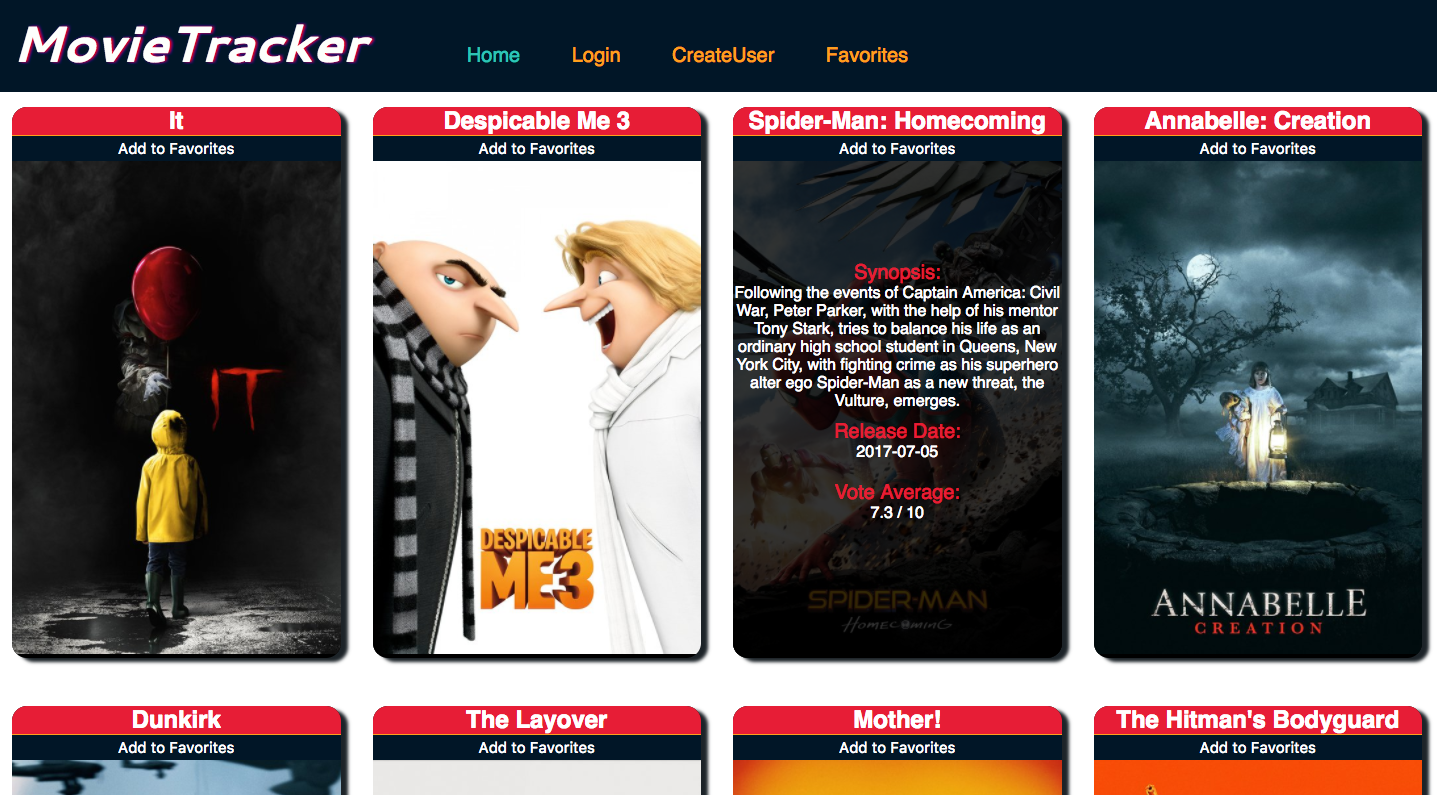 MovieTracker
Home
Login
CreateUser
Favorites
It
Add to Favorites
IT
Despicable Me 3
Add to Favorites
DESPICABLE
ME3
Spider-Man: Homecoming
Add to Favorites
Synopsis:
Following the events of Captain America: Civil
War, Peter Parker, with the help of his mentor
Tony Stark, tries to balance his life as an
ordinary high school student in Queens, New
York City, with fighting crime as his superhero
alter ego Spider-Man as a new threat, the
Vulture, emerges.
Release Date:
2017-07-05
Vote Average:
7.3 / 10
SPIDER-MAN
HOMECOMING
Annabelle: Creation
Add to Favorites
ANNABELLE
CREATION
Dunkirk
Add to Favorites
The Layover
Add to Favorites
Mother!
Add to Favorites
The Hitman's Bodyguard
Add to Favorites